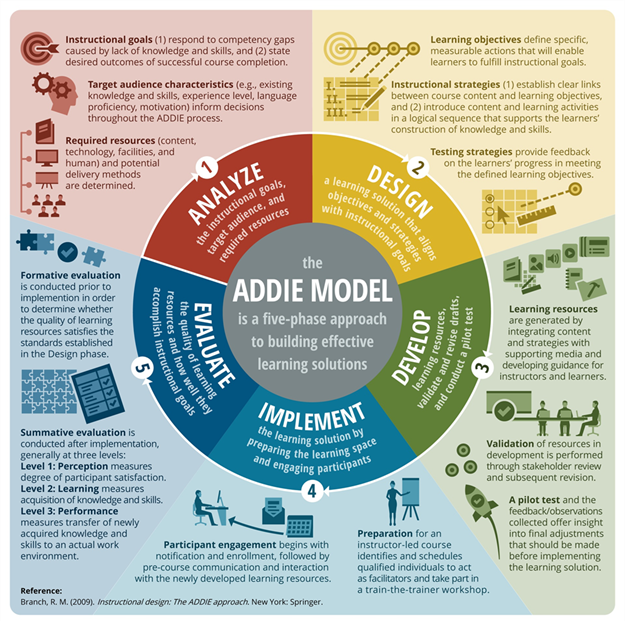 Instructional goals (1) respond to competency gaps
caused by lack of knowledge and skills, and (2) state
desired outcomes of successful course completion.
Target audience characteristics (e.g., existing
knowledge and skills, experience level, language
proficiency, motivation) inform decisions
throughout the ADDIE process.
Required resources (content,
technology, facilities, and
human) and potential
delivery methods
are determined.
Learning objectives define specific,
measurable actions that will enable
learners to fulfill instructional goals.
I.
II.
III.
Instructional strategies (1) establish clear links
between course content and learning objectives,
and (2) introduce content and learning activities
in a logical sequence that supports the learners'
construction of knowledge and skills.
Testing strategies provide feedback
on the learners' progress in meeting
the defined learning objectives.
1
ANALYZE
the instructional goals,
target audience, and
required resources
2
DESIGN
a learning solution that aligns
objectives and strategies
with instructional goals
the
ADDIE MODEL
is a five-phase approach
to building effective
learning solutions
3
DEVELOP
learning resources,
validate and revise drafts,
and conduct a pilot test
4
IMPLEMENT
the learning solution by
preparing the learning space
and engaging participants
5
EVALUATE
the quality of learning
resources and how well they
accomplish instructional goals
Learning resources
are generated by
integrating content
and strategies with
supporting media and
developing guidance for
instructors and learners.
Validation of resources in
development is performed
through stakeholder review
and subsequent revision.
A pilot test and the
feedback/observations
collected offer insight
into final adjustments
that should be made
before implementing
the learning solution.
Formative evaluation
is conducted prior to
implementation in order
to determine whether
the quality of learning
resources satisfies the
standards established
in the Design phase.
Summative evaluation is
conducted after implementation,
generally at three levels:
Level 1: Perception measures
degree of participant satisfaction.
Level 2: Learning measures
acquisition of knowledge and skills.
Level 3: Performance
measures transfer of newly
acquired knowledge and
skills to an actual work
environment.
Participant engagement begins with
notification and enrollment, followed by
pre-course communication and interaction
with the newly developed learning resources.
Preparation for an
instructor-led course
identifies and schedules
qualified individuals to act
as facilitators and take part in
a train-the-trainer workshop.
Reference:
Branch, R. M. (2009). Instructional design: The ADDIE approach. New York: Springer.